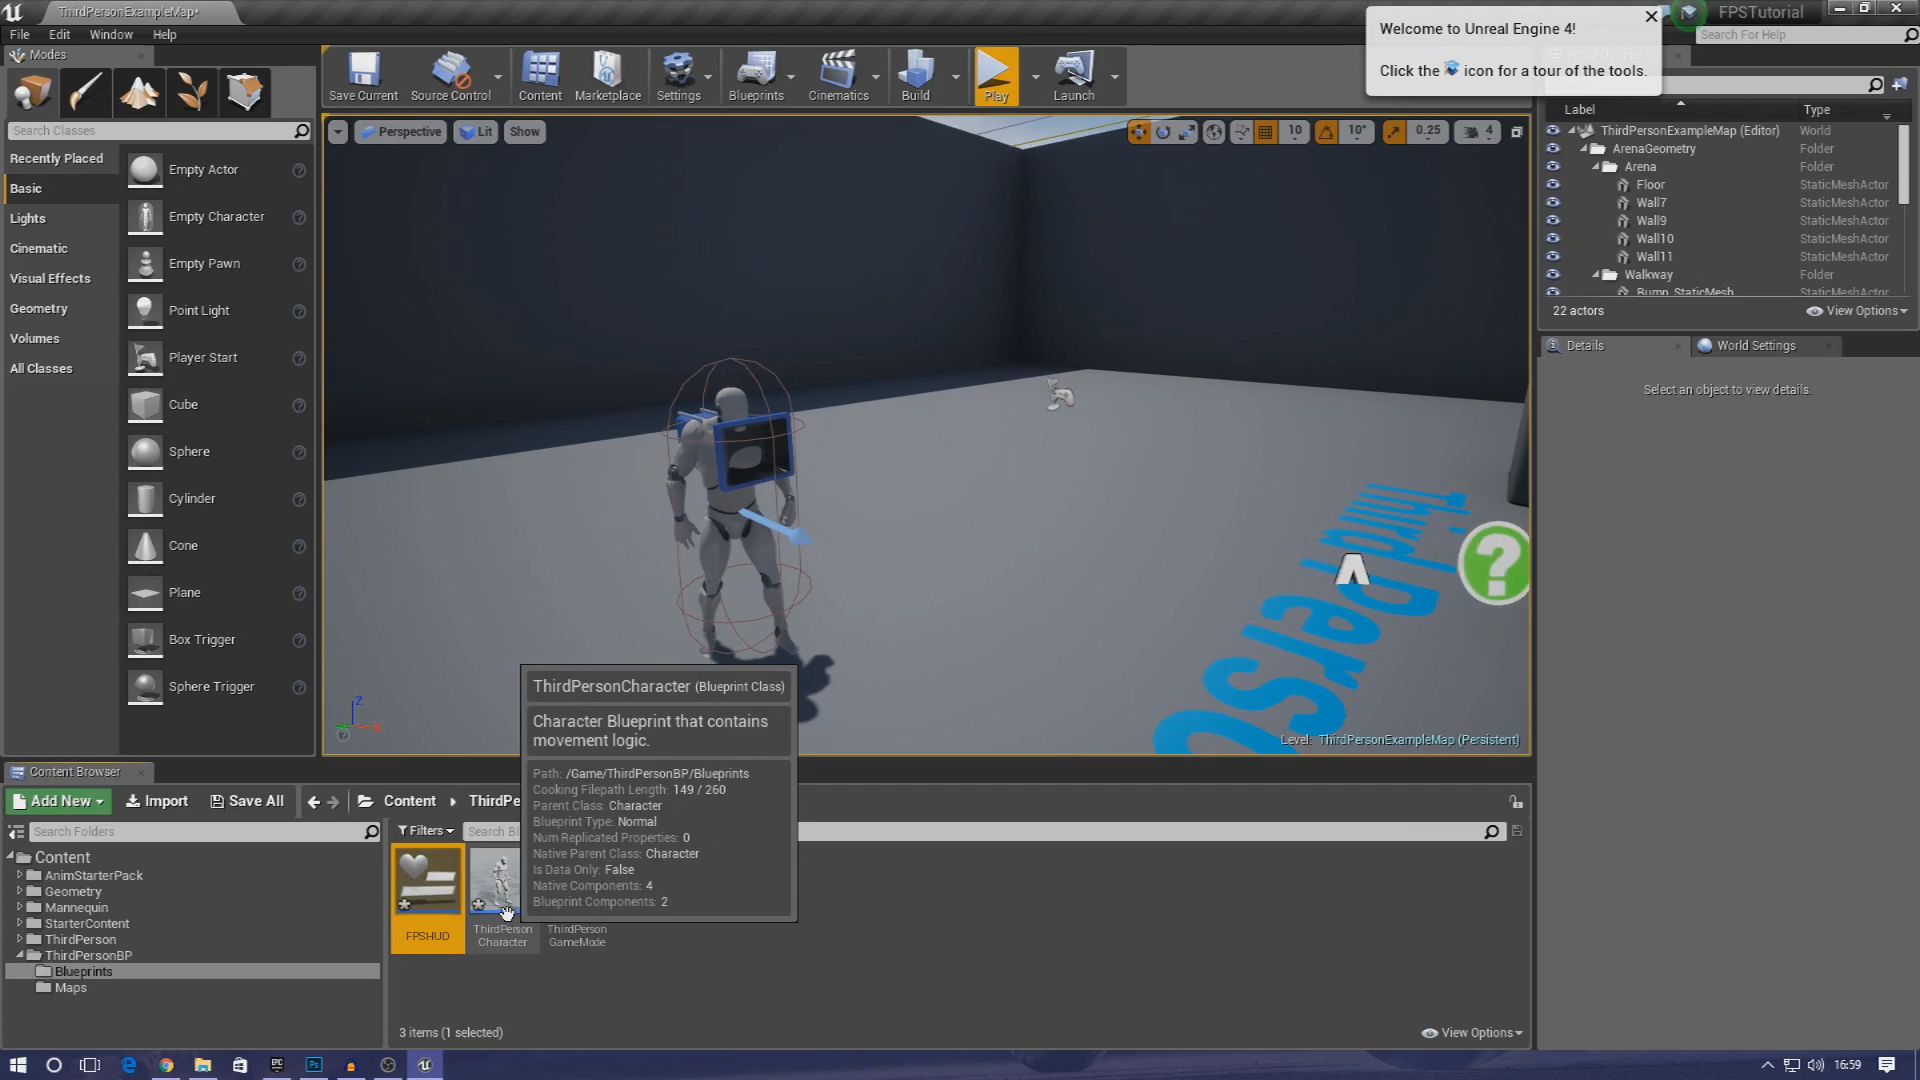 ThirdPersonExampleMap*
FPSTutorial
File Edit Window Help
Search For Help
Welcome to Unreal Engine 4!
Click the icon for a tour of the tools.
Modes
Save Current
Source Control
Content
Marketplace
Settings
Blueprints
Cinematics
Build
Play
Launch
Search Classes
Recently Placed
Basic
Lights
Cinematic
Visual Effects
Geometry
Volumes
All Classes
Empty Actor
Empty Character
Empty Pawn
Point Light
Player Start
Cube
Sphere
Cylinder
Cone
Plane
Box Trigger
Sphere Trigger
Perspective Lit Show
10 10° 0.25 4
Z
X
Level: ThirdPersonExampleMap (Persistent)
World Outliner
Label Type
ThirdPersonExampleMap (Editor) World
ArenaGeometry Folder
Arena Folder
Floor StaticMeshActor
Wall7 StaticMeshActor
Wall9 StaticMeshActor
Wall10 StaticMeshActor
Wall11 StaticMeshActor
Walkway Folder
Bump_StaticMesh StaticMeshActor
22 actors View Options
Details World Settings
Select an object to view details.
ThirdPersonCharacter (Blueprint Class)
Character Blueprint that contains
movement logic.
Path: /Game/ThirdPersonBP/Blueprints
Cooking Filepath Length: 149 / 260
Parent Class: Character
Blueprint Type: Normal
Num Replicated Properties: 0
Native Parent Class: Character
Is Data Only: False
Native Components: 4
Blueprint Components: 2
Content Browser
Add New Import Save All Content ThirdPe
Search Folders
Filters Search Bl
Content
AnimStarterPack
Geometry
Mannequin
StarterContent
ThirdPerson
ThirdPersonBP
Blueprints
Maps
FPSHUD
ThirdPerson
Character
ThirdPerson
GameMode
3 items (1 selected) View Options
Third Perso
16:59